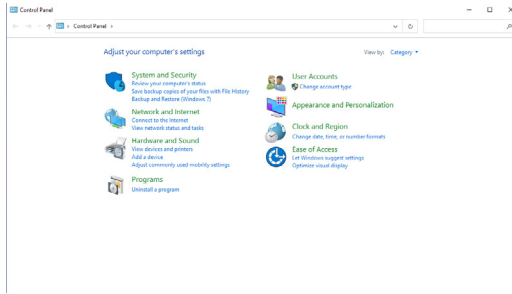 Control Panel
Control Panel
Adjust your computer's settings
View by: Category
System and Security
Review your computer's status
Save backup copies of your files with File History
Backup and Restore (Windows 7)
Network and Internet
Connect to the Internet
View network status and tasks
Hardware and Sound
View devices and printers
Add a device
Adjust commonly used mobility settings
Programs
Uninstall a program
User Accounts
Change account type
Appearance and Personalization
Clock and Region
Change date, time, or number formats
Ease of Access
Let Windows suggest settings
Optimize visual display